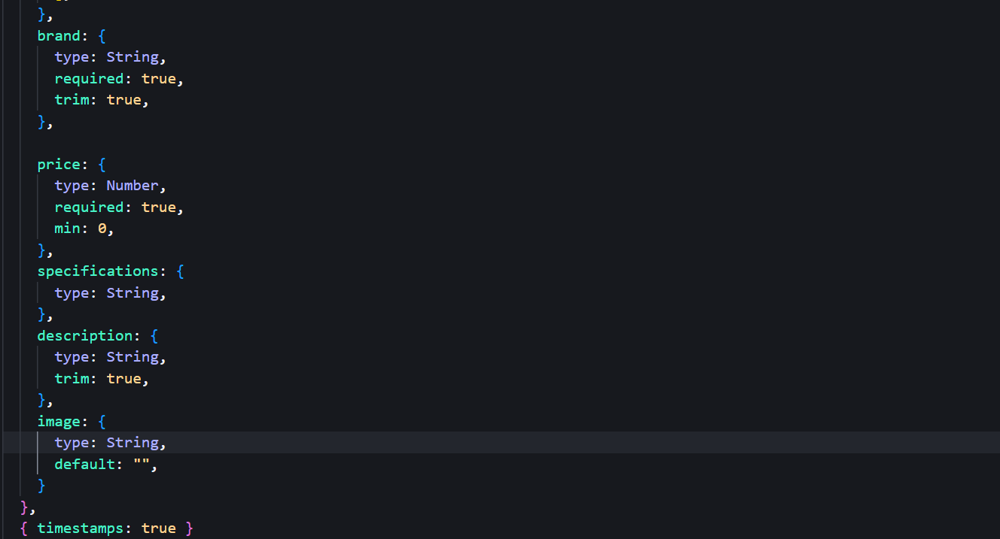 },
brand: {
type: String,
required: true,
trim: true,
},
price: {
type: Number,
required: true,
min: 0,
},
specifications: {
type: String,
},
description: {
type: String,
trim: true,
},
image: {
type: String,
default: "",
}
},
{ timestamps: true }